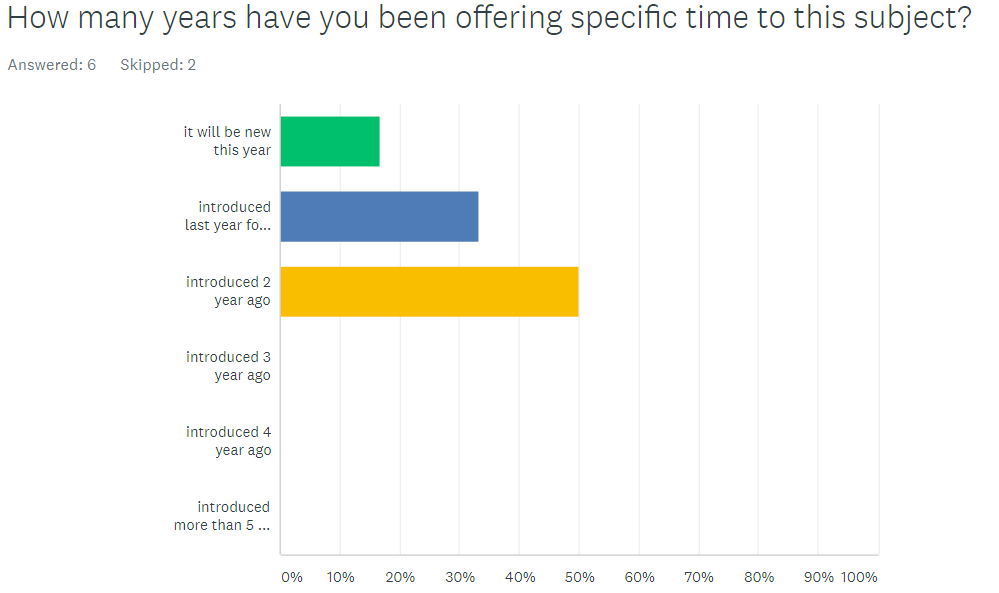 How many years have you been offering specific time to this subject?
Answered: 6 Skipped: 2
it will be new
this year
introduced
last year fo...
introduced 2
year ago
introduced 3
year ago
introduced 4
year ago
introduced
more than 5 ...
0% 10% 20% 30% 40% 50% 60% 70% 80% 90% 100%